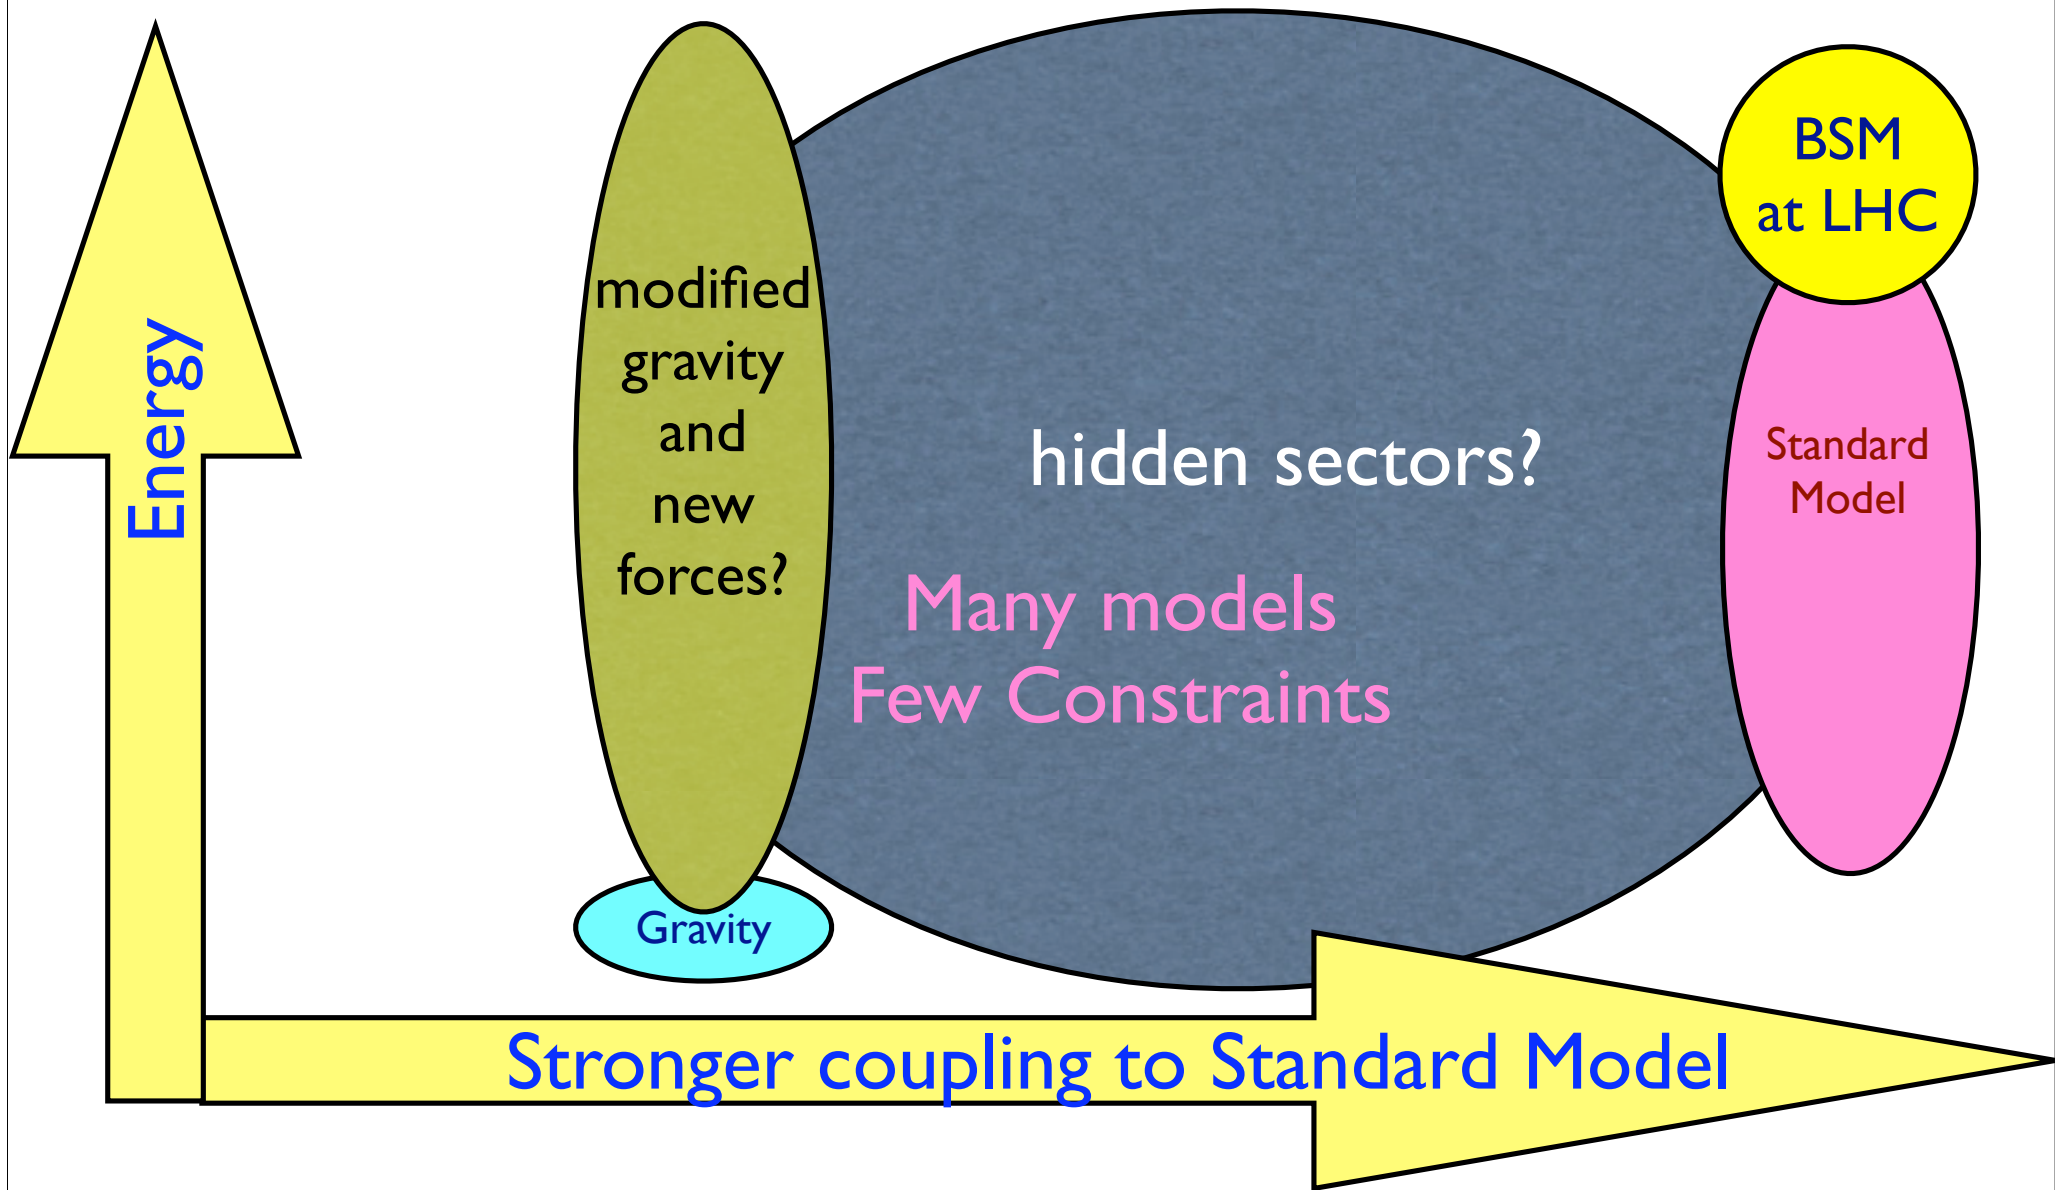 Energy
modified
gravity
and
new
forces?
Gravity
hidden sectors?
Many models
Few Constraints
BSM
at LHC
Standard
Model
Stronger coupling to Standard Model